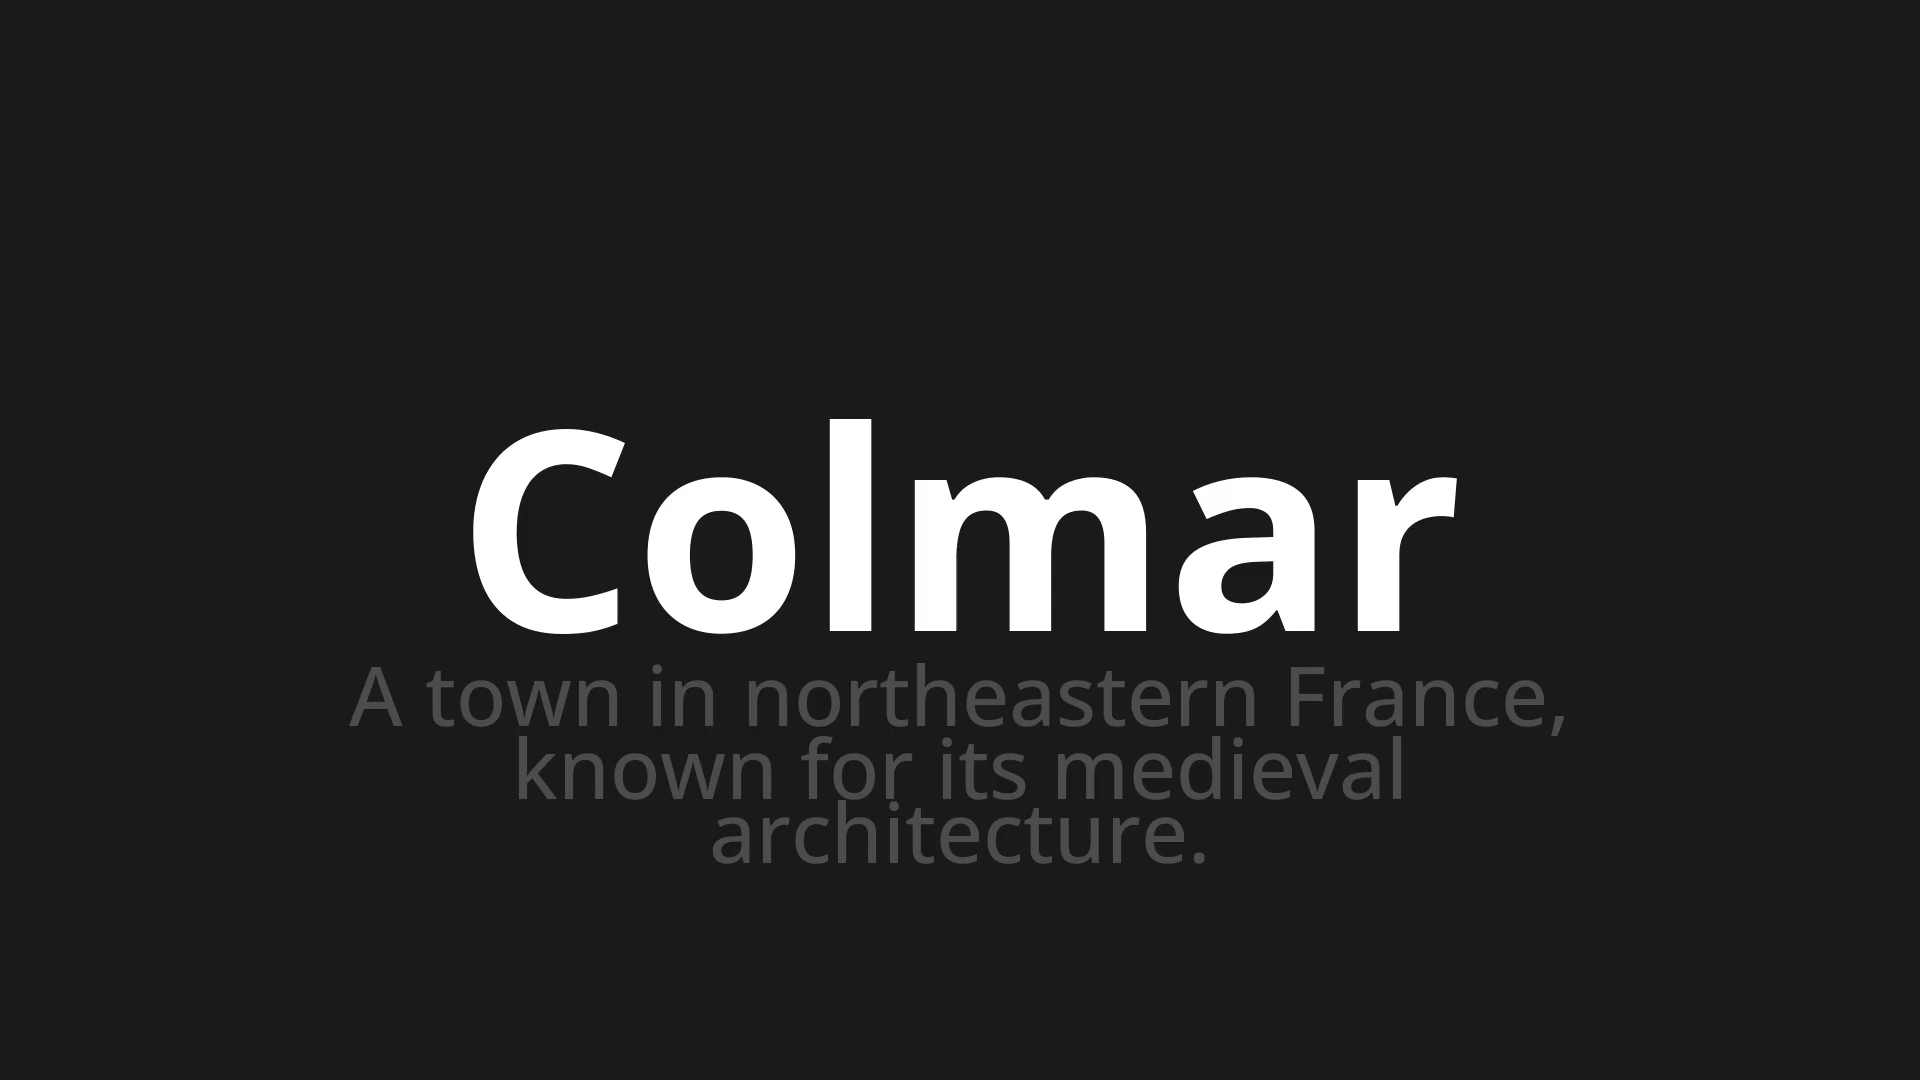 Colmar
A town in northeastern France,
known for its medieval
architecture.